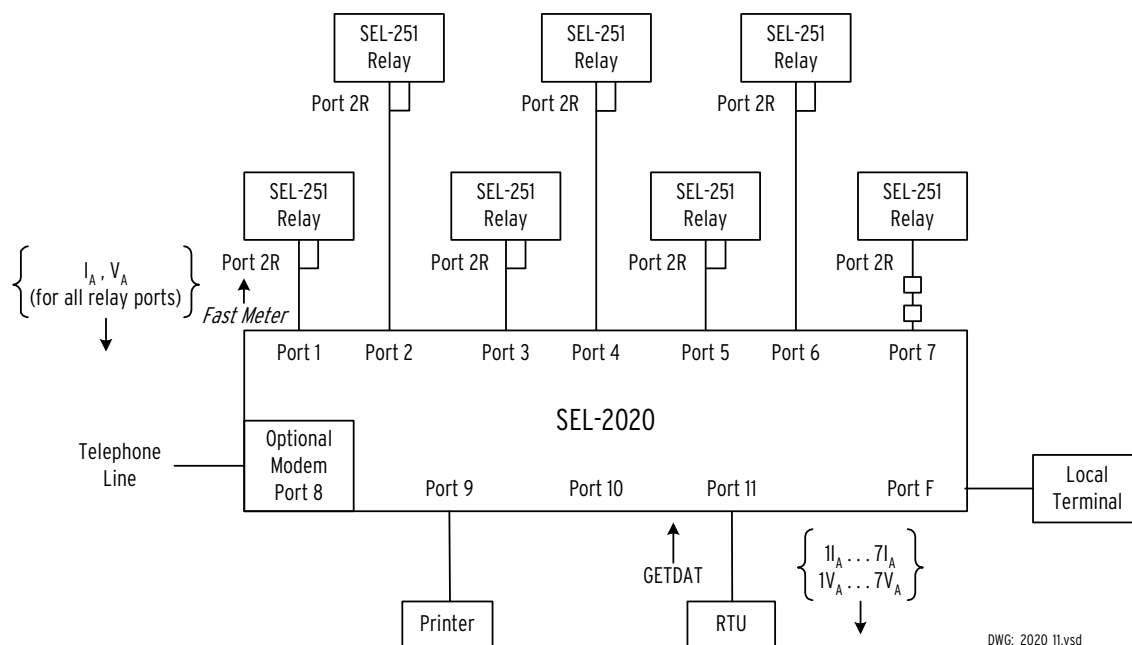 SEL-251
Relay
SEL-251
Relay
SEL-251
Relay
Port 2R
Port 2R
Port 2R
SEL-251
Relay
SEL-251
Relay
SEL-251
Relay
SEL-251
Relay
Port 2R
Port 2R
Port 2R
Port 2R
I_A , V_A
(for all relay ports)
Fast Meter
Port 1
Port 2
Port 3
Port 4
Port 5
Port 6
Port 7
SEL-2020
Telephone
Line
Optional
Modem
Port 8
Port 9
Port 10
Port 11
Port F
Local
Terminal
GETDAT
1I_A . . . 7I_A
1V_A . . . 7V_A
Printer
RTU
DWG: 2020 11.vsd